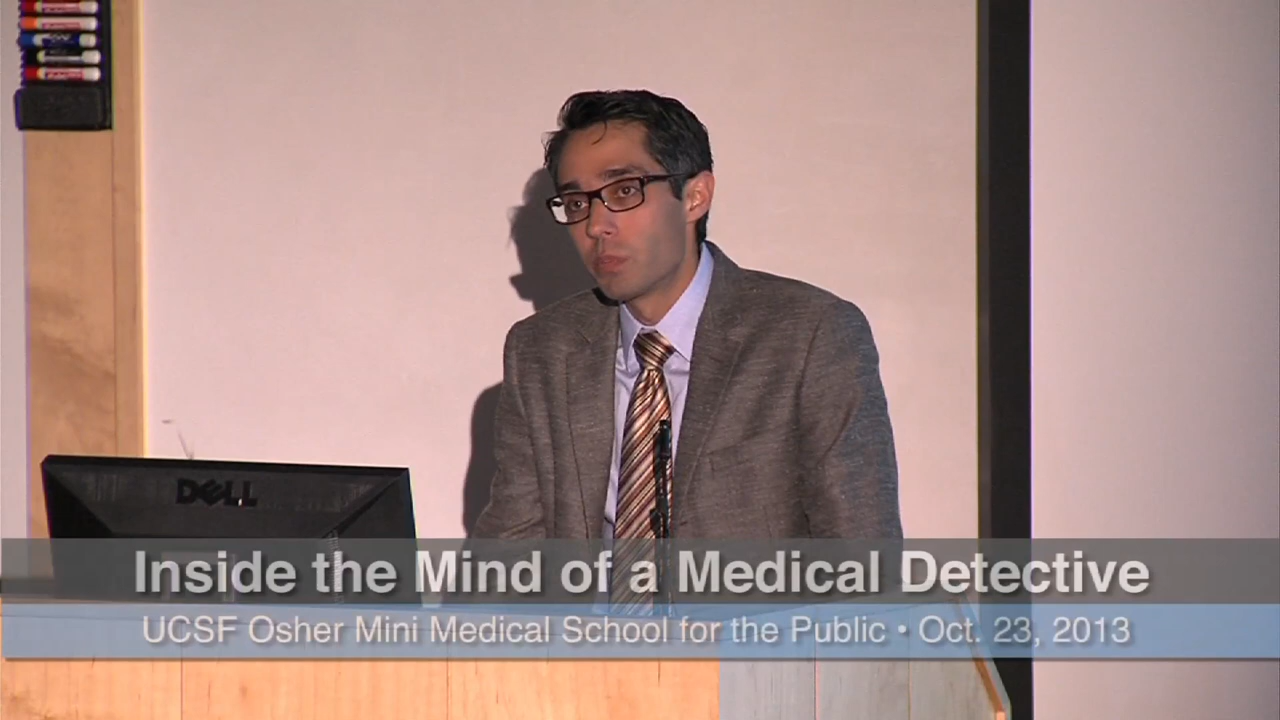 DELL
Inside the Mind of a Medical Detective
UCSF Osher Mini Medical School for the Public • Oct. 23, 2013